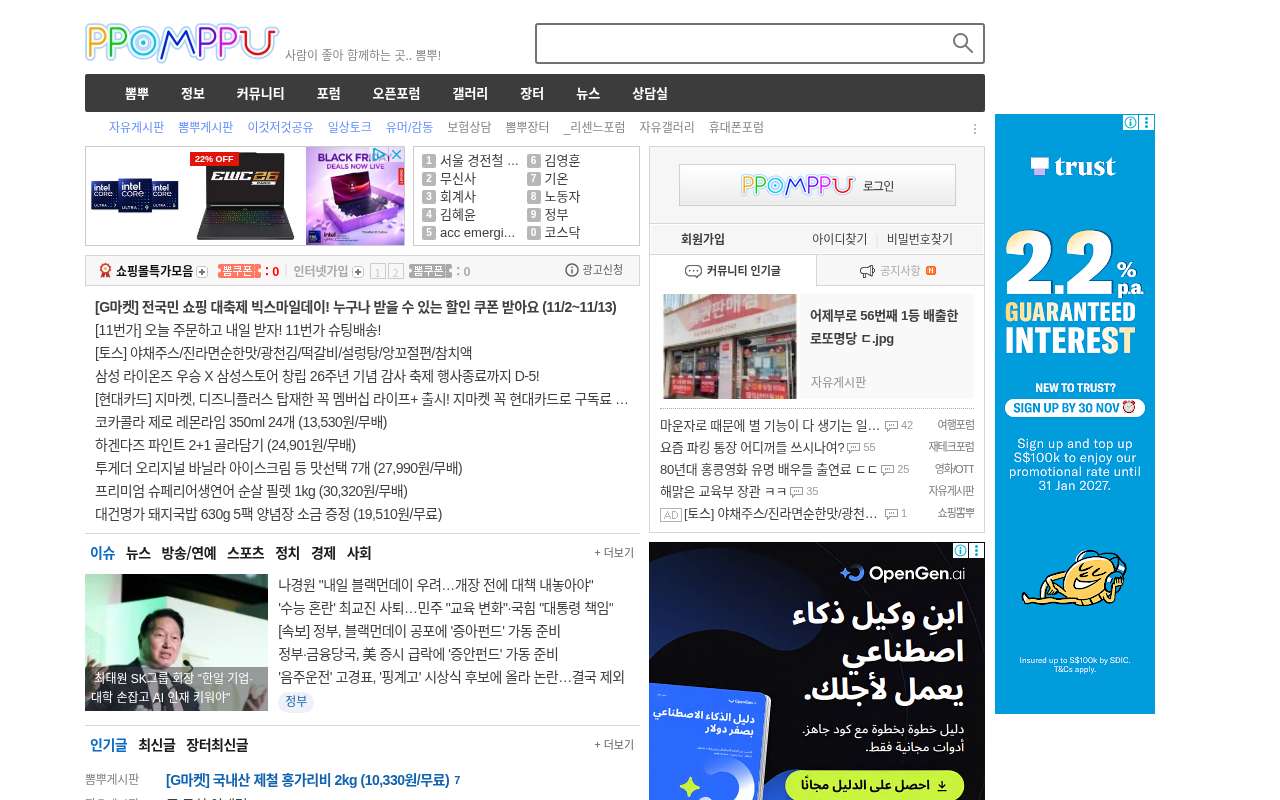 PPOMPPU 사람이 좋아 함께하는 곳.. 뽐뿌!
뽐뿌 정보 커뮤니티 포럼 오픈포럼 갤러리 장터 뉴스 상담실
자유게시판 뽐뿌게시판 이것저것공유 일상토크 유머/감동 보험상담 뽐뿌장터 _리센느포럼 자유갤러리 휴대폰포럼
22% OFF
intel CORE ULTRA 7
intel CORE ULTRA 9
EWC26
BLACK FRI
DEALS NOW LIVE
1 서울 경전철 ...
2 무신사
3 회계사
4 김혜윤
5 acc emergi...
6 김영훈
7 기온
8 노동자
9 정부
0 코스닥
PPOMPPU 로그인
회원가입 아이디찾기 비밀번호찾기
쇼핑몰특가모음 뽐쿠폰 : 0 인터넷가입 1 2 뽐쿠폰 : 0 광고신청
[G마켓] 전국민 쇼핑 대축제 빅스마일데이! 누구나 받을 수 있는 할인 쿠폰 받아요 (11/2~11/13)
[11번가] 오늘 주문하고 내일 받자! 11번가 슈팅배송!
[토스] 야채주스/진라면순한맛/광천김/떡갈비/설렁탕/앙꼬절편/참치액
삼성 라이온즈 우승 X 삼성스토어 창립 26주년 기념 감사 축제 행사종료까지 D-5!
[현대카드] 지마켓, 디즈니플러스 탑재한 꼭 멤버십 라이프+ 출시! 지마켓 꼭 현대카드로 구독료 ...
코카콜라 제로 레몬라임 350ml 24개 (13,530원/무배)
하겐다즈 파인트 2+1 골라담기 (24,901원/무배)
투게더 오리지널 바닐라 아이스크림 등 맛선택 7개 (27,990원/무배)
프리미엄 슈페리어생연어 순살 필렛 1kg (30,320원/무배)
대건명가 돼지국밥 630g 5팩 양념장 소금 증정 (19,510원/무료)
커뮤니티 인기글 공지사항 N
어제부로 56번째 1등 배출한
로또명당 ㄷ.jpg
자유게시판
마운자로 때문에 별 기능이 다 생기는 일... 42 여행포럼
요즘 파킹 통장 어디꺼들 쓰시나여? 55 재테크포럼
80년대 홍콩영화 유명 배우들 출연료 ㄷㄷ 25 영화/OTT
해맑은 교육부 장관 ㅋㅋ 35 자유게시판
AD [토스] 야채주스/진라면순한맛/광천... 1 쇼핑뽐뿌
이슈 뉴스 방송/연예 스포츠 정치 경제 사회 + 더보기
최태원 SK그룹 회장 "한일 기업·
대학 손잡고 AI 인재 키워야"
나경원 "내일 블랙먼데이 우려…개장 전에 대책 내놓아야"
'수능 혼란' 최교진 사퇴…민주 "교육 변화"·국힘 "대통령 책임"
[속보] 정부, 블랙먼데이 공포에 '증아펀드' 가동 준비
정부·금융당국, 美 증시 급락에 '증안펀드' 가동 준비
'음주운전' 고경표, '핑계고' 시상식 후보에 올라 논란…결국 제외
정부
인기글 최신글 장터최신글 + 더보기
뽐뿌게시판 [G마켓] 국내산 제철 홍가리비 2kg (10,330원/무료) 7
OpenGen.ai
ابنِ وكيل ذكاء
اصطناعي
يعمل لأجلك.
دليل خطوة بخطوة مع كود جاهز.
أدوات مجانية فقط.
احصل على الدليل مجانًا
OpenGen.ai
دليل الذكاء الاصطناعي
بصفر دولار
trust
2.2% p.a.
GUARANTEED
INTEREST
NEW TO TRUST?
SIGN UP BY 30 NOV
Sign up and top up
S$100k to enjoy our
promotional rate until
31 Jan 2027.
Insured up to S$100k by SDIC.
T&Cs apply.